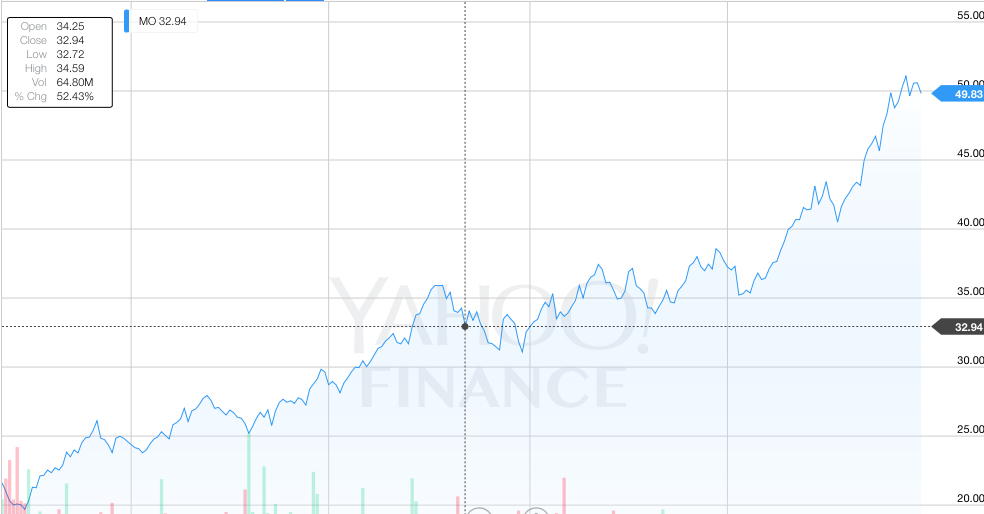 Open 34.25
Close 32.94
Low 32.72
High 34.59
Vol 64.80M
% Chg 52.43%
MO 32.94
55.00
50.00
49.83
45.00
40.00
35.00
32.94
30.00
25.00
20.00
YAHOO!
FINANCE